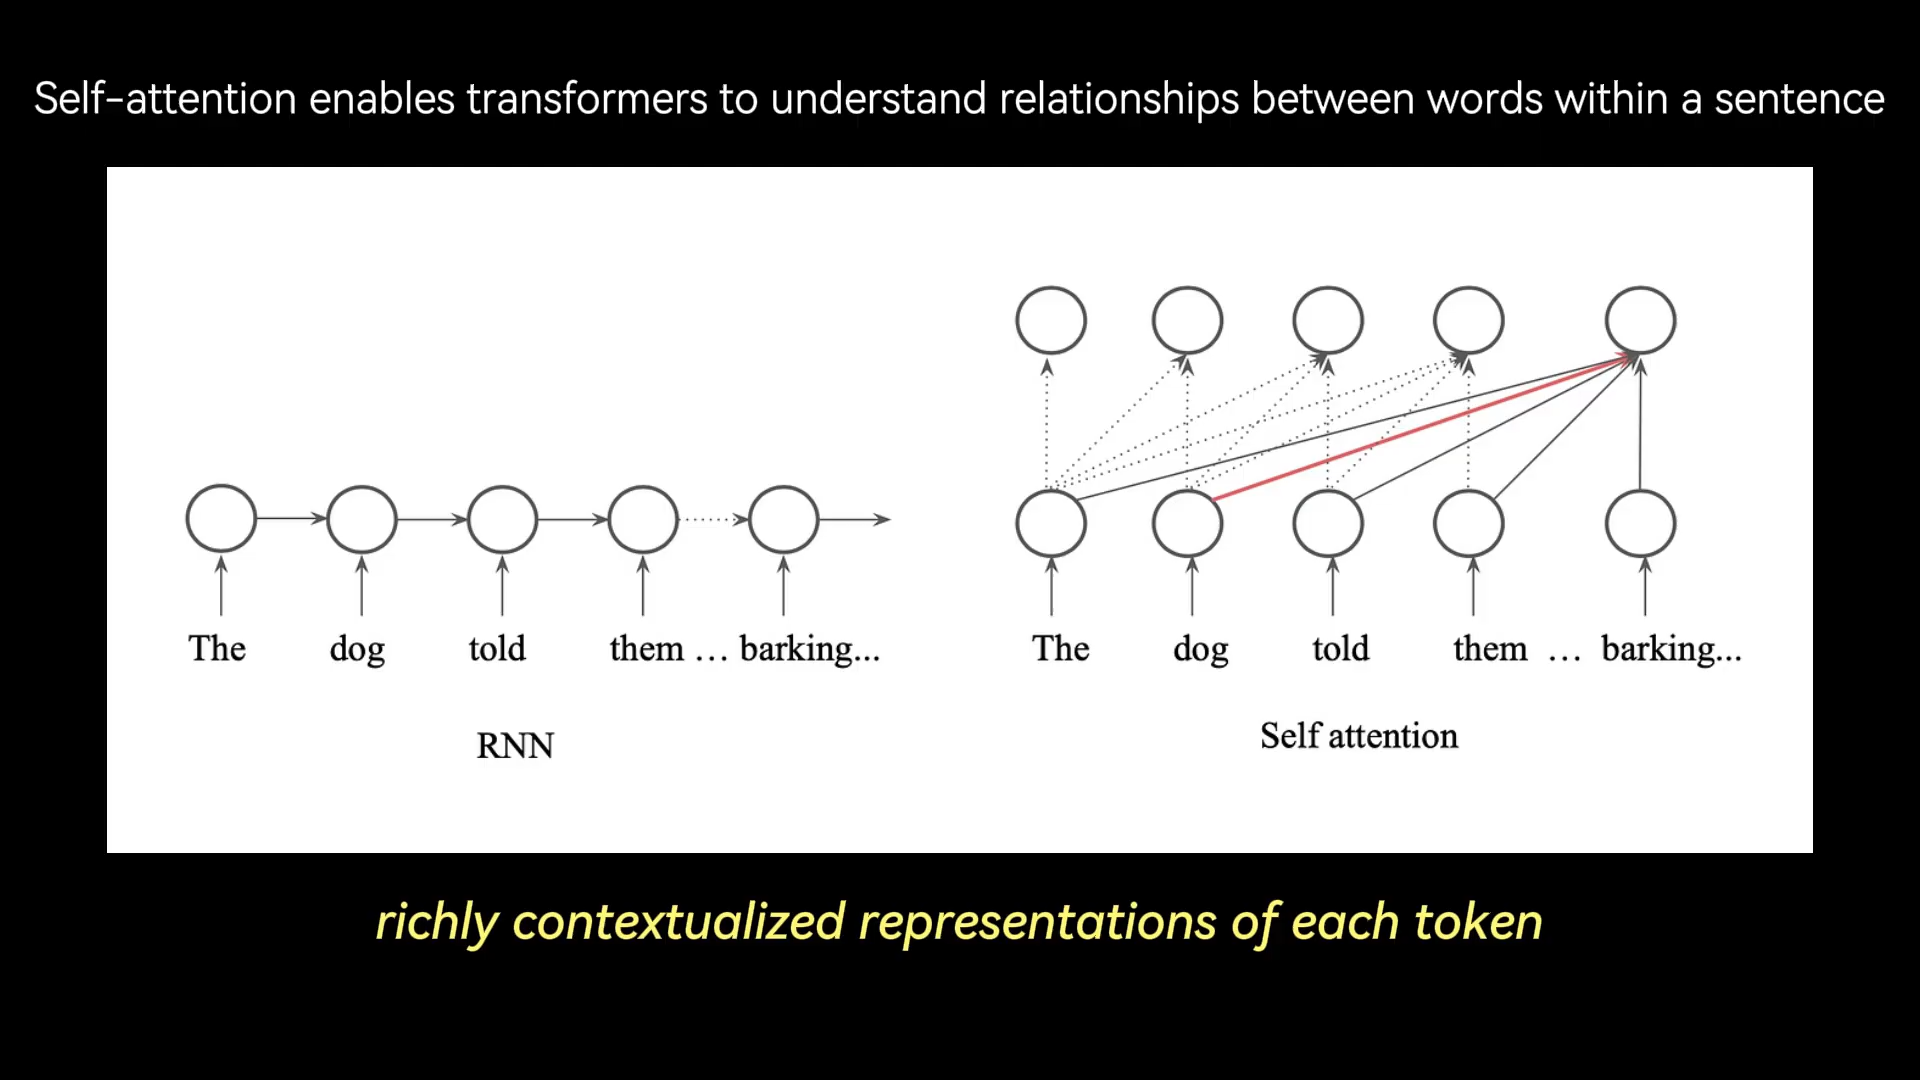 Self-attention enables transformers to understand relationships between words within a sentence
The dog told them ... barking...
RNN
The dog told them ... barking...
Self attention
richly contextualized representations of each token